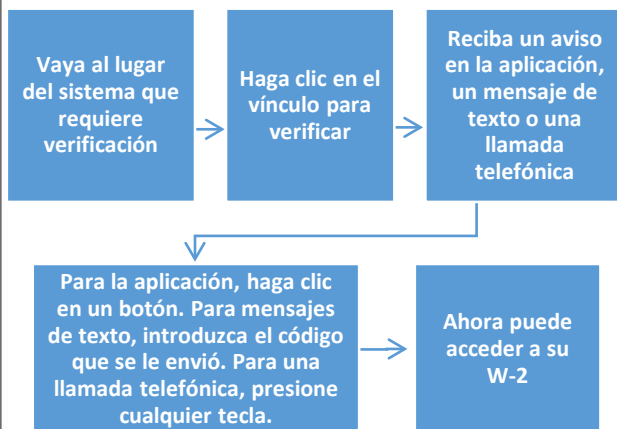 Vaya al lugar
del sistema que
requiere
verificación
Haga clic en el
vínculo para
verificar
Reciba un aviso
en la aplicación,
un mensaje de
texto o una
llamada
telefónica
Para la aplicación, haga clic
en un botón. Para mensajes
de texto, introduzca el código
que se le envió. Para una
llamada telefónica, presione
cualquier tecla.
Ahora puede
acceder a su
W-2